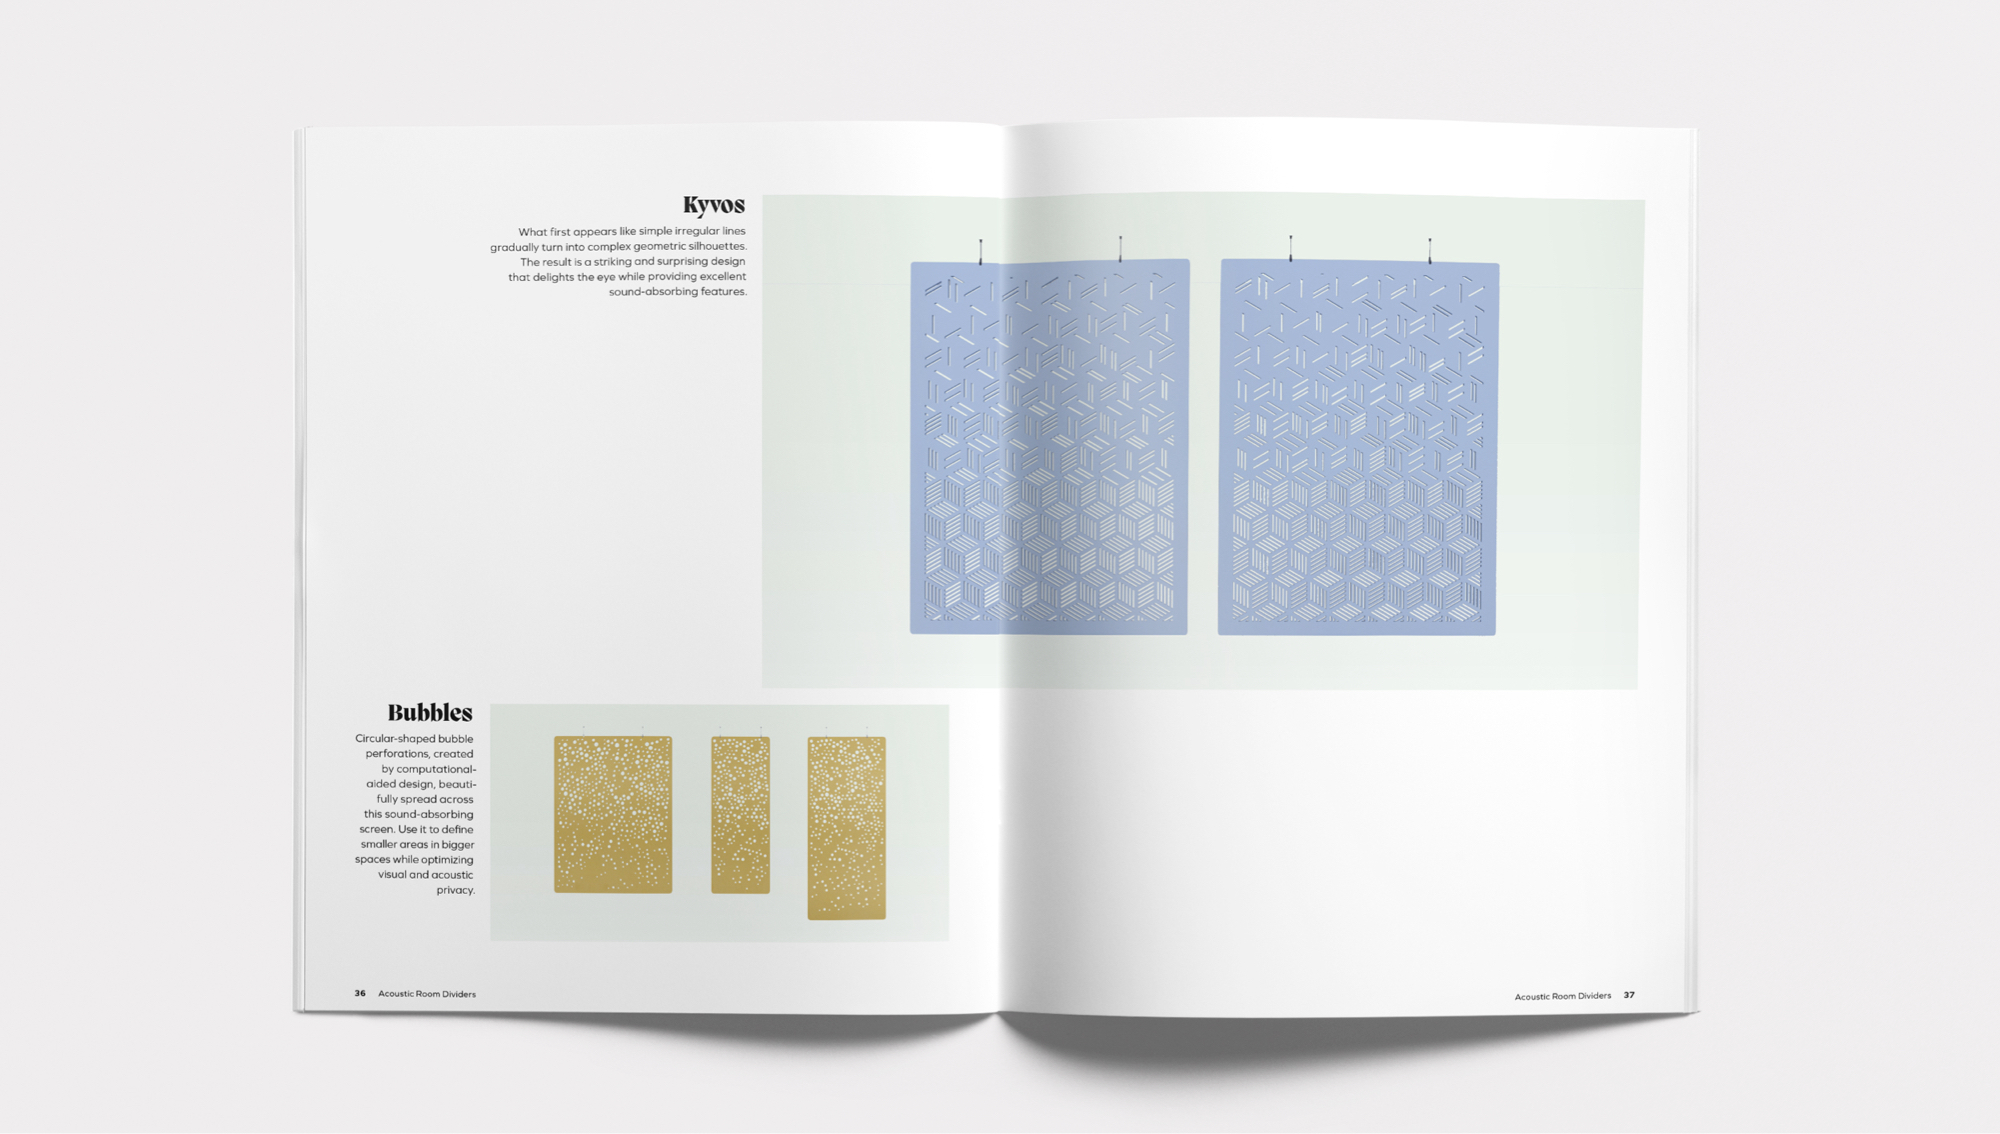 Kyvos
What first appears like simple irregular lines
gradually turn into complex geometric silhouettes.
The result is a striking and surprising design
that delights the eye while providing excellent
sound-absorbing features.
Bubbles
Circular-shaped bubble
perforations, created
by computational-
aided design, beauti-
fully spread across
this sound-absorbing
screen. Use it to define
smaller areas in bigger
spaces while optimizing
visual and acoustic
privacy.
36 Acoustic Room Dividers
Acoustic Room Dividers 37